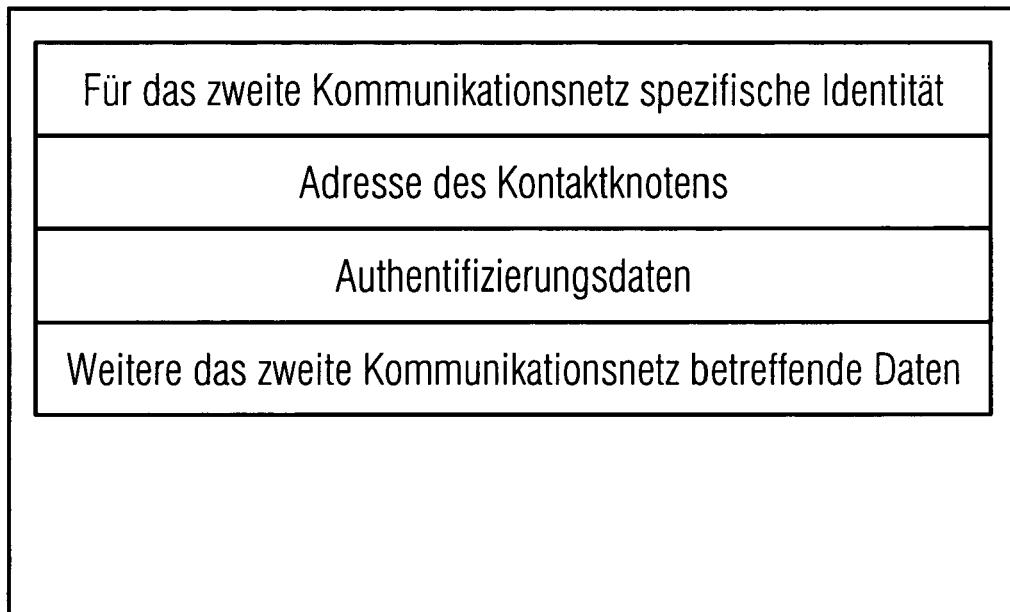 Für das zweite Kommunikationsnetz spezifische Identität
Adresse des Kontaktknotens
Authentifizierungsdaten
Weitere das zweite Kommunikationsnetz betreffende Daten